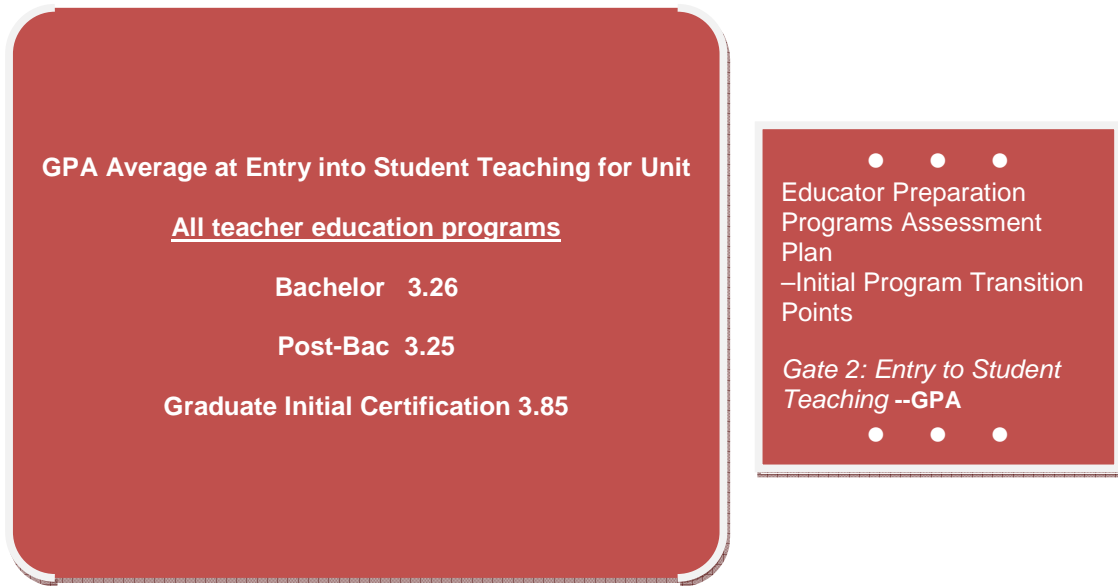 GPA Average at Entry into Student Teaching for Unit
All teacher education programs
Bachelor 3.26
Post-Bac 3.25
Graduate Initial Certification 3.85
● ● ●
Educator Preparation
Programs Assessment
Plan
–Initial Program Transition
Points
Gate 2: Entry to Student
Teaching --GPA
● ● ●